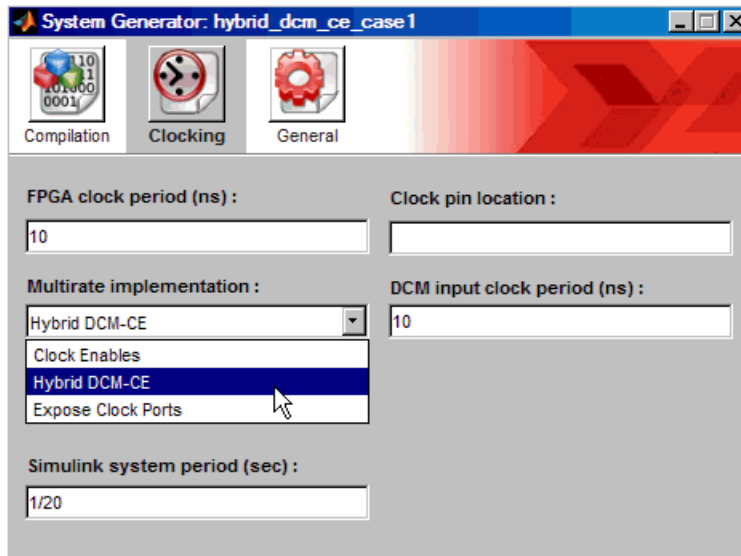 System Generator: hybrid_dcm_ce_case1
110
11
101000
0001
Compilation
Clocking
General
FPGA clock period (ns) :
Clock pin location :
10
Multirate implementation :
DCM input clock period (ns) :
Hybrid DCM-CE
10
Clock Enables
Hybrid DCM-CE
Expose Clock Ports
Simulink system period (sec) :
1/20